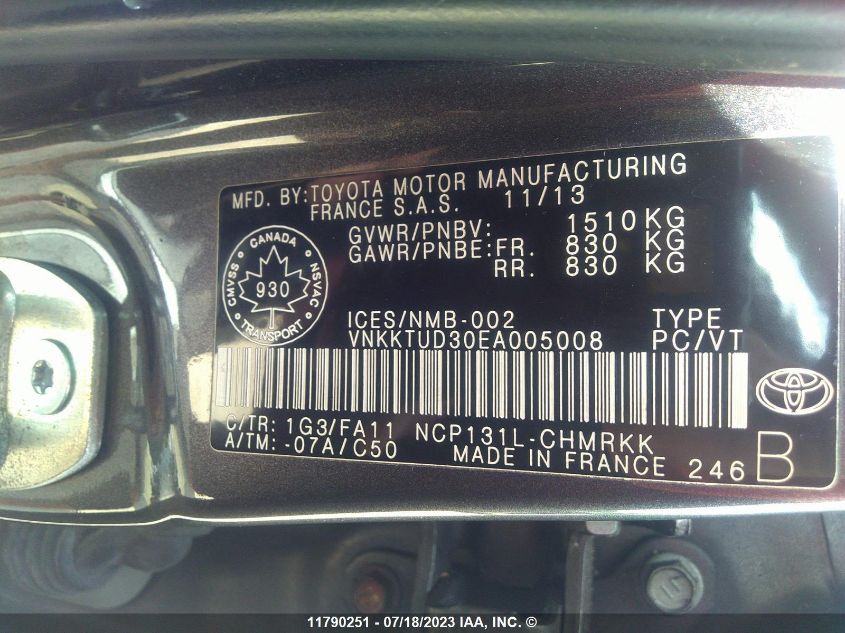 MFD. BY: TOYOTA MOTOR MANUFACTURING
FRANCE S.A.S. 11/13
GVWR/PNBV: 1510 KG
GAWR/PNBE: FR. 830 KG
RR. 830 KG
CANADA
CMVSS 930 NSVAC
TRANSPORT
ICES/NMB-002 TYPE
VNKKTUD30EA005008 PC/VT
C/TR: 1G3/FA11 NCP131L-CHMRKK
A/TM: -07A/C50 MADE IN FRANCE 246 B
11790251 - 07/18/2023 IAA, Inc. ©